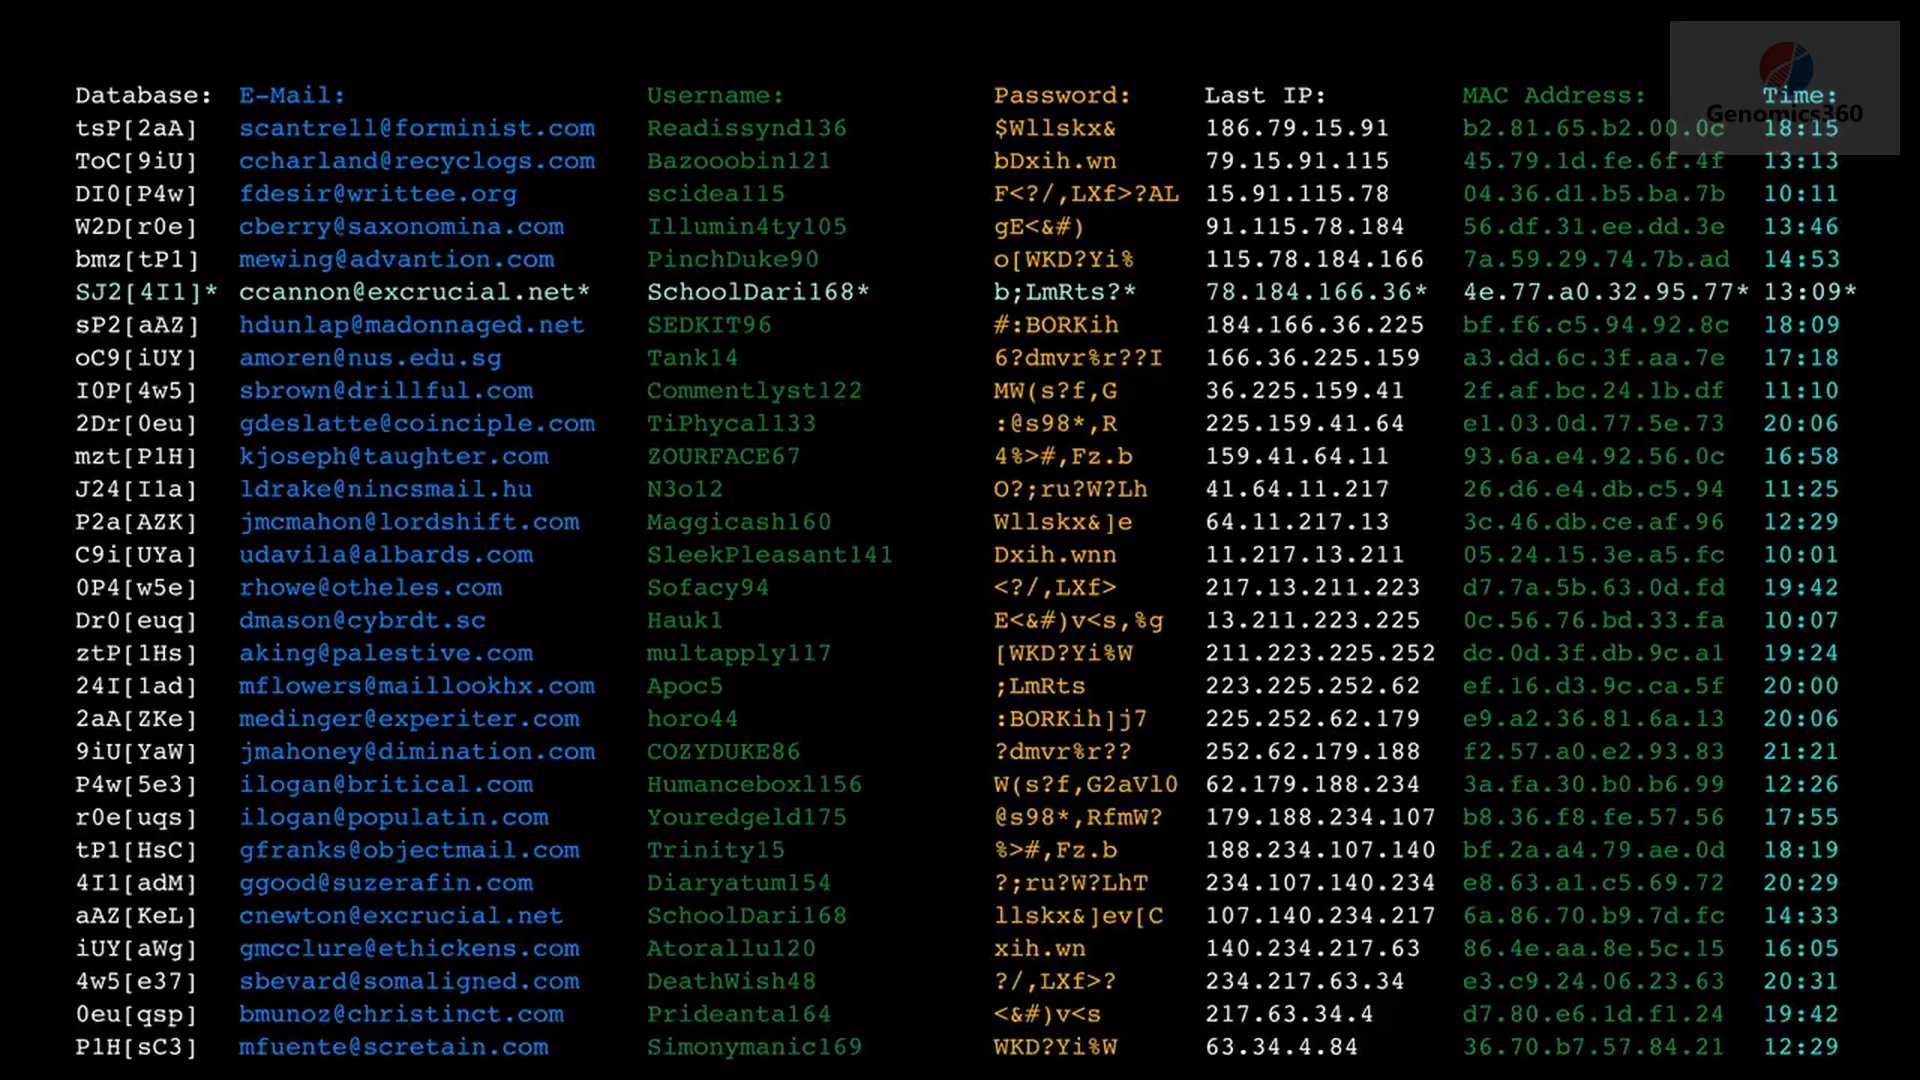 Genomics360
Database: E-Mail: Username: Password: Last IP: MAC Address: Time:
tsP[2aA] scantrell@forminist.com Readissynd136 $Wllskx& 186.79.15.91 b2.81.65.b2.00.0c 18:15
ToC[9iU] ccharland@recyclogs.com Bazooobin121 bDxih.wn 79.15.91.115 45.79.1d.fe.6f.4f 13:13
DI0[P4w] fdesir@writtee.org scidea115 F<?/,LXf>?AL 15.91.115.78 04.36.d1.b5.ba.7b 10:11
W2D[r0e] cberry@saxonomina.com Illumin4ty105 gE<&#) 91.115.78.184 56.df.31.ee.dd.3e 13:46
bmz[tP1] mewing@advantion.com PinchDuke90 o[WKD?Yi% 115.78.184.166 7a.59.29.74.7b.ad 14:53
SJ2[4I1]* ccannon@excrucial.net* SchoolDari168* b;LmRts?* 78.184.166.36* 4e.77.a0.32.95.77* 13:09*
sP2[aAZ] hdunlap@madonnaged.net SEDKIT96 #:BORKih 184.166.36.225 bf.f6.c5.94.92.8c 18:09
oC9[iUY] amoren@nus.edu.sg Tank14 6?dmvr%r??I 166.36.225.159 a3.dd.6c.3f.aa.7e 17:18
I0P[4w5] sbrown@drillful.com Commentlyst122 MW(s?f,G 36.225.159.41 2f.af.bc.24.1b.df 11:10
2Dr[0eu] gdeslatte@coinciple.com TiPhycal133 :@s98*,R 225.159.41.64 e1.03.0d.77.5e.73 20:06
mzt[P1H] kjoseph@taughter.com ZOURFACE67 4%>#,Fz.b 159.41.64.11 93.6a.e4.92.56.0c 16:58
J24[I1a] ldrake@nincsmail.hu N3o12 O?;ru?W?Lh 41.64.11.217 26.d6.e4.db.c5.94 11:25
P2a[AZK] jmcmahon@lordshift.com Maggicash160 Wllskx&]e 64.11.217.13 3c.46.db.ce.af.96 12:29
C9i[UYa] udavila@albards.com SleekPleasant141 Dxih.wnn 11.217.13.211 05.24.15.3e.a5.fc 10:01
0P4[w5e] rhowe@otheles.com Sofacy94 <?/,LXf> 217.13.211.223 d7.7a.5b.63.0d.fd 19:42
Dr0[euq] dmason@cybrdt.sc Hauk1 E<&#)v<s,%g 13.211.223.225 0c.56.76.bd.33.fa 10:07
ztP[1Hs] aking@palestive.com multapply117 [WKD?Yi%W 211.223.225.252 dc.0d.3f.db.9c.a1 19:24
24I[1ad] mflowers@maillookhx.com Apoc5 ;LmRts 223.225.252.62 ef.16.d3.9c.ca.5f 20:00
2aA[ZKe] medinger@experiter.com horo44 :BORKih]j7 225.252.62.179 e9.a2.36.81.6a.13 20:06
9iU[YaW] jmahoney@dimination.com COZYDUKE86 ?dmvr%r?? 252.62.179.188 f2.57.a0.e2.93.83 21:21
P4w[5e3] ilogan@britical.com Humanceboxl156 W(s?f,G2aVl0 62.179.188.234 3a.fa.30.b0.b6.99 12:26
r0e[uqs] ilogan@populatin.com Youredgeld175 @s98*,RfmW? 179.188.234.107 b8.36.f8.fe.57.56 17:55
tP1[HsC] gfranks@objectmail.com Trinity15 %>#,Fz.b 188.234.107.140 bf.2a.a4.79.ae.0d 18:19
4I1[adM] ggood@suzerafin.com Diaryatum154 ?;ru?W?LhT 234.107.140.234 e8.63.a1.c5.69.72 20:29
aAZ[KeL] cnewton@excrucial.net SchoolDari168 llskx&]ev[C 107.140.234.217 6a.86.70.b9.7d.fc 14:33
iUY[aWg] gmcclure@ethickens.com Atorallu120 xih.wn 140.234.217.63 86.4e.aa.8e.5c.15 16:05
4w5[e37] sbevard@somaligned.com DeathWish48 ?/,LXf>? 234.217.63.34 e3.c9.24.06.23.63 20:31
0eu[qsp] bmunoz@christinct.com Prideanta164 <&#)v<s 217.63.34.4 d7.80.e6.1d.f1.24 19:42
P1H[sC3] mfuente@scretain.com Simonymanic169 WKD?Yi%W 63.34.4.84 36.70.b7.57.84.21 12:29